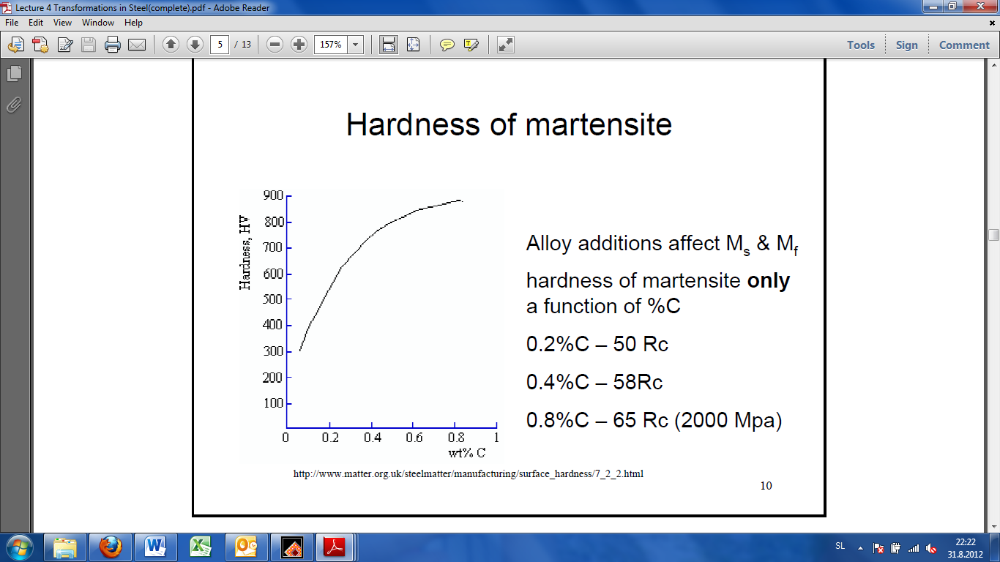 Lecture 4 Transformations in Steel(complete).pdf - Adobe Reader
File Edit View Window Help
5 / 13 157% Tools Sign Comment
Hardness of martensite
900
800
700
600
500
400
300
200
100
Hardness, HV
0 0.2 0.4 0.6 0.8 1
wt% C
Alloy additions affect Ms & Mf
hardness of martensite only
a function of %C
0.2%C – 50 Rc
0.4%C – 58Rc
0.8%C – 65 Rc (2000 Mpa)
http://www.matter.org.uk/steelmatter/manufacturing/surface_hardness/7_2_2.html
10
SL
22:22
31.8.2012